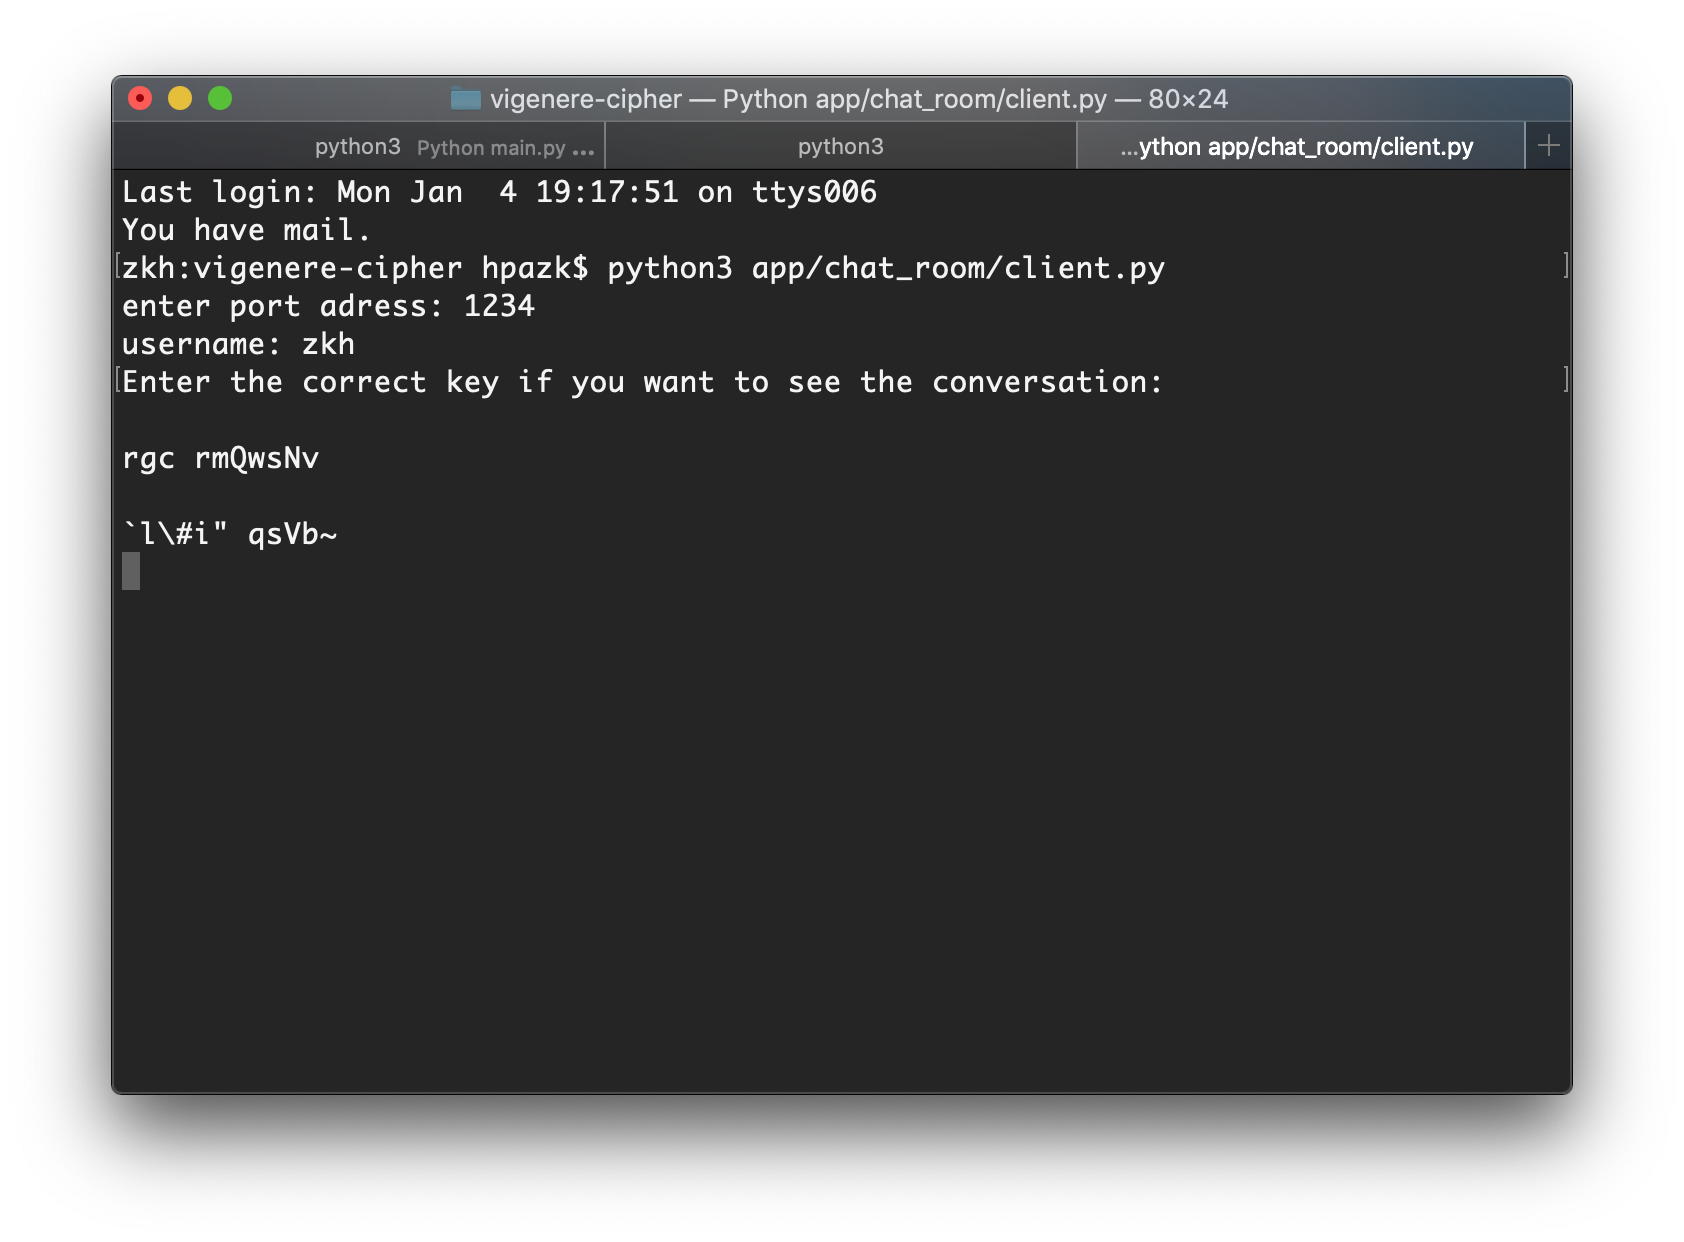 vigenere-cipher — Python app/chat_room/client.py — 80×24
python3 Python main.py ... python3 ...ython app/chat_room/client.py +
Last login: Mon Jan  4 19:17:51 on ttys006
You have mail.
[zkh:vigenere-cipher hpazk$ python3 app/chat_room/client.py ]
enter port adress: 1234
username: zkh
[Enter the correct key if you want to see the conversation: ]
rgc rmQwsNv
`l\#i" qsVb~